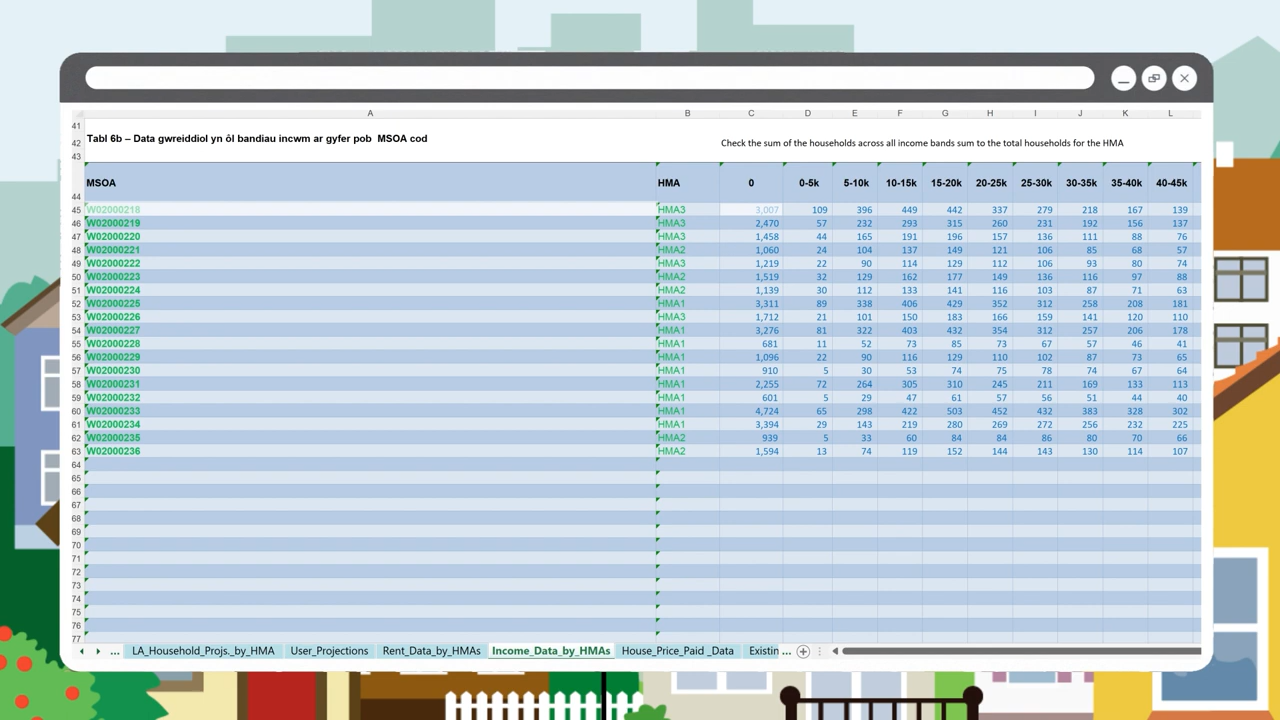 A B C D E F G H I J K L
41
Tabl 6b – Data gwreiddiol yn ôl bandiau incwm ar gyfer pob MSOA cod
42 Check the sum of the households across all income bands sum to the total households for the HMA
43
44 MSOA HMA 0 0-5k 5-10k 10-15k 15-20k 20-25k 25-30k 30-35k 35-40k 40-45k
45 W02000218 HMA3 3,007 109 396 449 442 337 279 218 167 139
46 W02000219 HMA3 2,470 57 232 293 315 260 231 192 156 137
47 W02000220 HMA3 1,458 44 165 191 196 157 136 111 88 76
48 W02000221 HMA2 1,060 24 104 137 149 121 106 85 68 57
49 W02000222 HMA3 1,219 22 90 114 129 112 106 93 80 74
50 W02000223 HMA2 1,519 32 129 162 177 149 136 116 97 88
51 W02000224 HMA2 1,139 30 112 133 141 116 103 87 71 63
52 W02000225 HMA1 3,311 89 338 406 429 352 312 258 208 181
53 W02000226 HMA3 1,712 21 101 150 183 166 159 141 120 110
54 W02000227 HMA1 3,276 81 322 403 432 354 312 257 206 178
55 W02000228 HMA1 681 11 52 73 85 73 67 57 46 41
56 W02000229 HMA1 1,096 22 90 116 129 110 102 87 73 65
57 W02000230 HMA1 910 5 30 53 74 75 78 74 67 64
58 W02000231 HMA1 2,255 72 264 305 310 245 211 169 133 113
59 W02000232 HMA1 601 5 29 47 61 57 56 51 44 40
60 W02000233 HMA1 4,724 65 298 422 503 452 432 383 328 302
61 W02000234 HMA1 3,394 29 143 219 280 269 272 256 232 225
62 W02000235 HMA2 939 5 33 60 84 84 86 80 70 66
63 W02000236 HMA2 1,594 13 74 119 152 144 143 130 114 107
64
65
66
67
68
69
70
71
72
73
74
75
76
77
... LA_Household_Projs._by_HMA User_Projections Rent_Data_by_HMAs Income_Data_by_HMAs House_Price_Paid _Data Existin ...